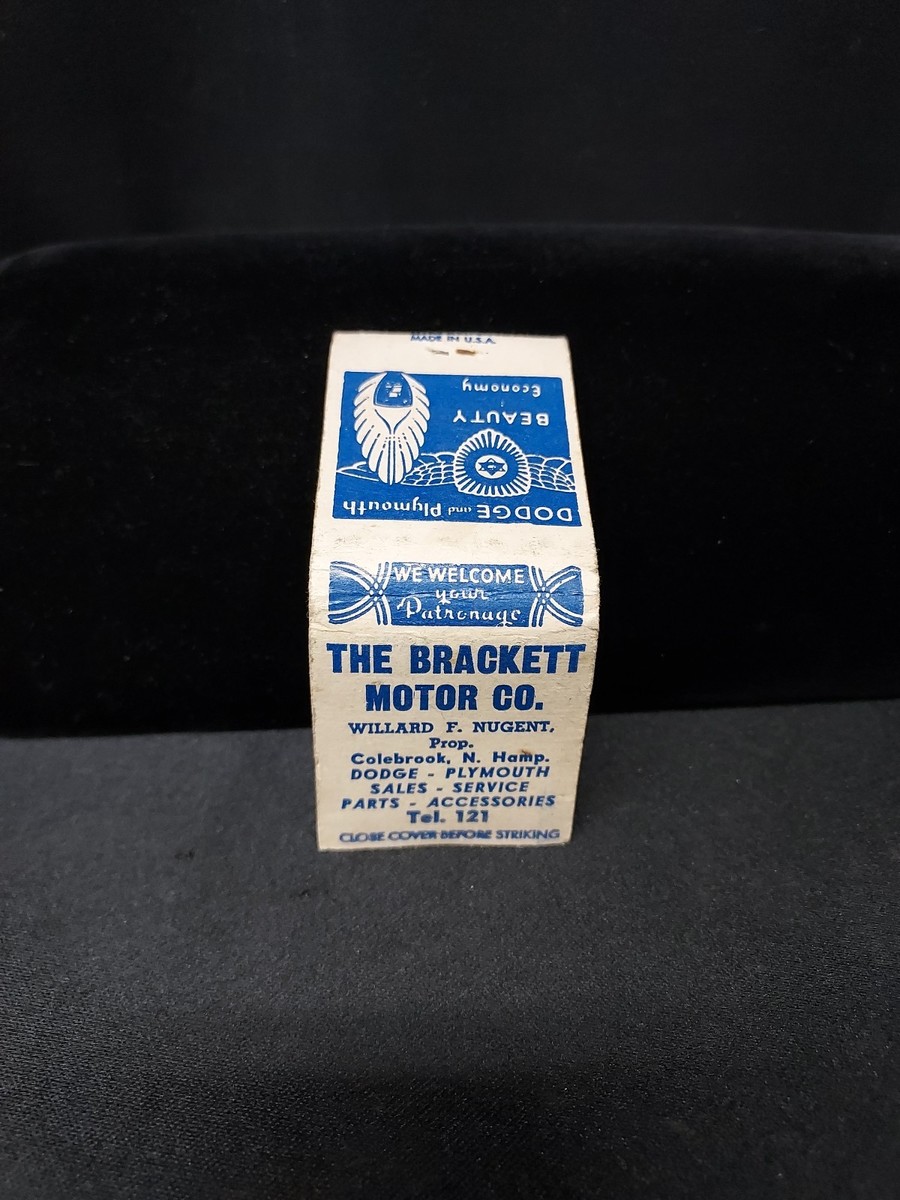 MADE IN U.S.A.
Economy
BEAUTY
DODGE and Plymouth
WE WELCOME
your
Patronage
THE BRACKETT
MOTOR CO.
WILLARD F. NUGENT,
Prop.
Colebrook, N. Hamp.
DODGE - PLYMOUTH
SALES - SERVICE
PARTS - ACCESSORIES
Tel. 121
CLOSE COVER BEFORE STRIKING